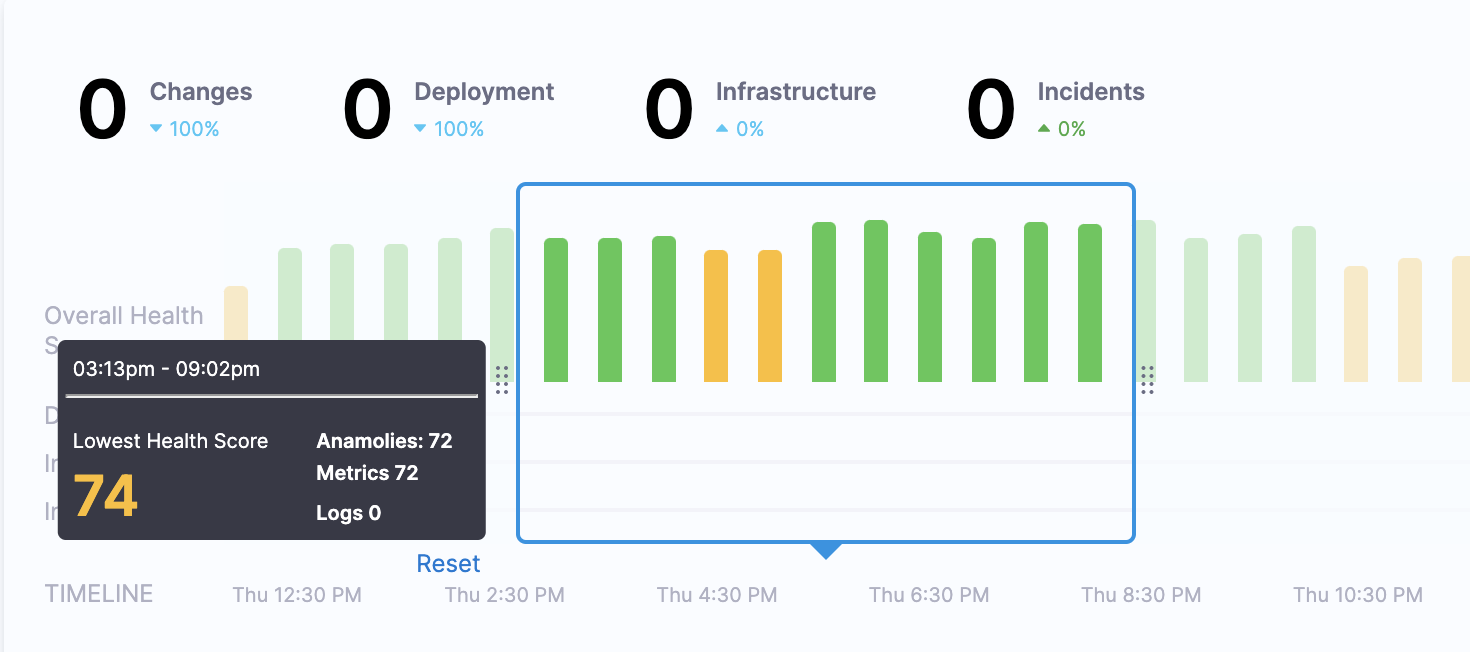 0 Changes
100%
0 Deployment
100%
0 Infrastructure
0%
0 Incidents
0%
Overall Health
03:13pm - 09:02pm
Lowest Health Score
74
Anamolies: 72
Metrics 72
Logs 0
Reset
TIMELINE
Thu 12:30 PM
Thu 2:30 PM
Thu 4:30 PM
Thu 6:30 PM
Thu 8:30 PM
Thu 10:30 PM